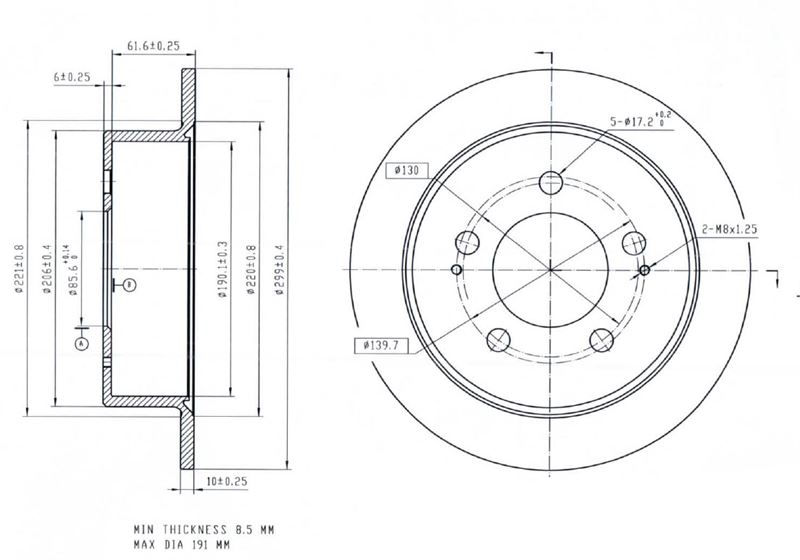 61.6±0.25
6±0.25
5-Ø17.2 +0.2 0
Ø130
2-M8x1.25
Ø221±0.8
Ø206±0.4
Ø85.6 +0.14 0
Ø190.1±0.3
Ø220±0.8
Ø299±0.4
B
A
Ø139.7
10±0.25
MIN THICKNESS 8.5 MM
MAX DIA 191 MM